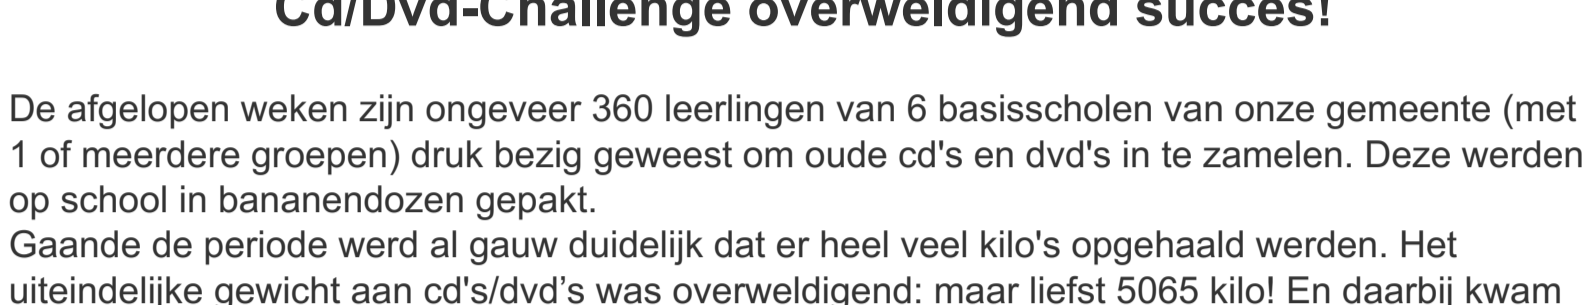 Cd/Dvd-Challenge overweldigend succes!
De afgelopen weken zijn ongeveer 360 leerlingen van 6 basisscholen van onze gemeente (met
1 of meerdere groepen) druk bezig geweest om oude cd's en dvd's in te zamelen. Deze werden
op school in bananendozen gepakt.
Gaande de periode werd al gauw duidelijk dat er heel veel kilo's opgehaald werden. Het
uiteindelijke gewicht aan cd's/dvd’s was overweldigend: maar liefst 5065 kilo! En daarbij kwam